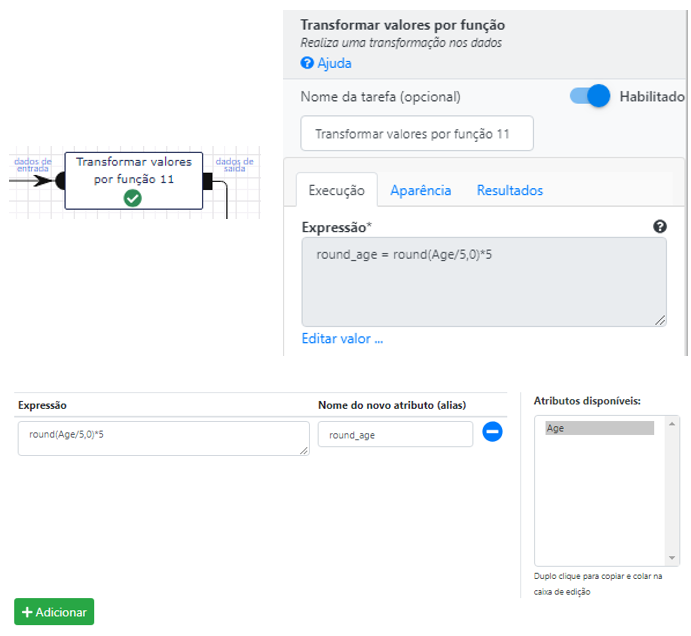 Transformar valores por função
Realiza uma transformação nos dados
Ajuda
Nome da tarefa (opcional)
Habilitado
Transformar valores por função 11
dados de
entrada
Transformar valores
por função 11
dados de
saída
Execução
Aparência
Resultados
Expressão*
round_age = round(Age/5,0)*5
Editar valor ...
Expressão
Nome do novo atributo (alias)
round(Age/5,0)*5
round_age
Atributos disponíveis:
Age
Duplo clique para copiar e colar na
caixa de edição
+ Adicionar